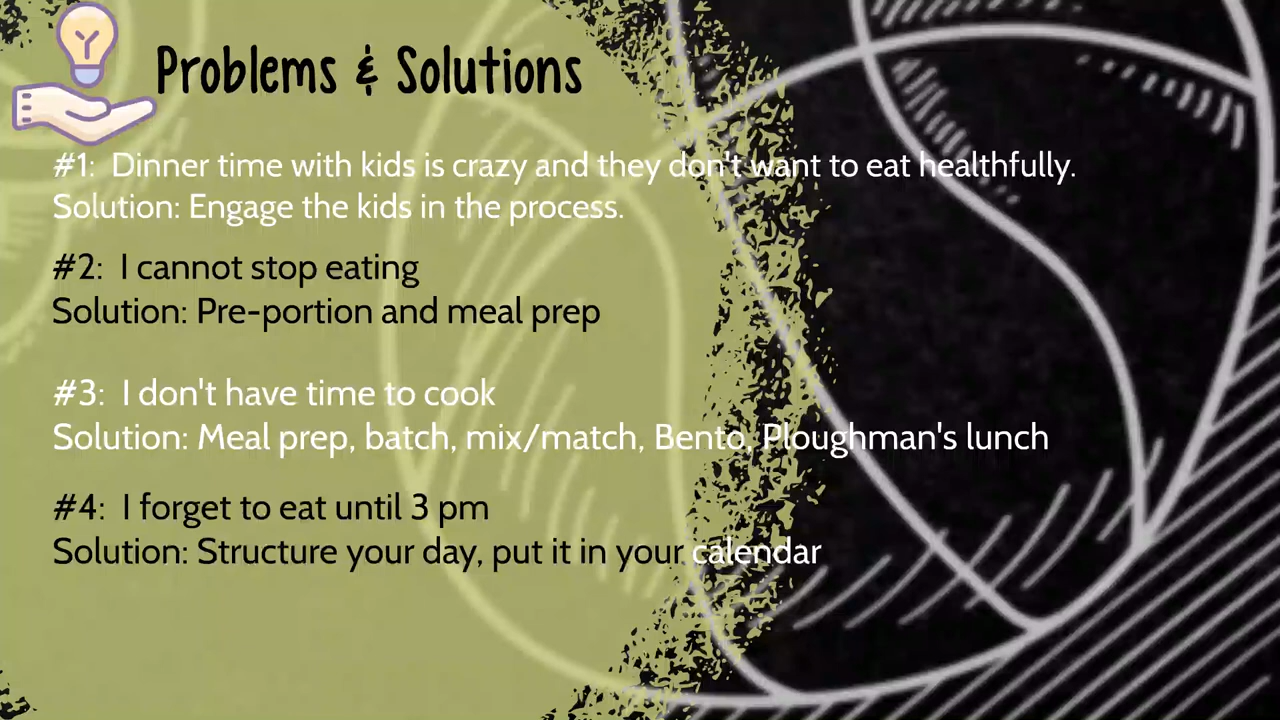 Problems & Solutions
#1: Dinner time with kids is crazy and they don't want to eat healthfully.
Solution: Engage the kids in the process.
#2: I cannot stop eating
Solution: Pre-portion and meal prep
#3: I don't have time to cook
Solution: Meal prep, batch, mix/match, Bento, Ploughman's lunch
#4: I forget to eat until 3 pm
Solution: Structure your day, put it in your calendar